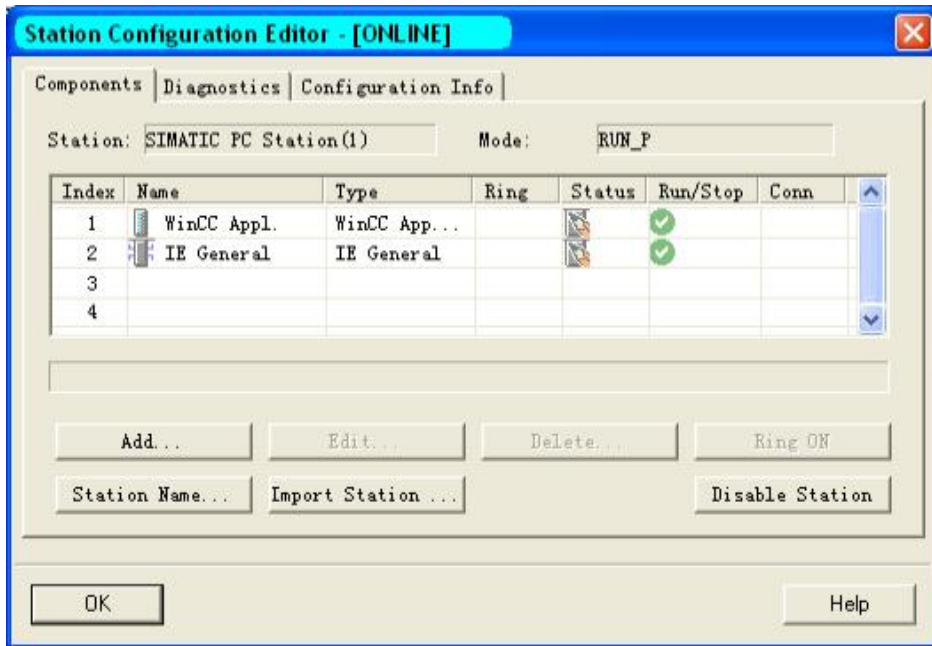 Station Configuration Editor - [ONLINE]
Components Diagnostics Configuration Info
Station: SIMATIC PC Station(1) Mode: RUN_P
Index Name Type Ring Status Run/Stop Conn
1 WinCC Appl. WinCC App...
2 IE General IE General
3
4
Add... Edit... Delete... Ring ON
Station Name... Import Station ... Disable Station
OK Help